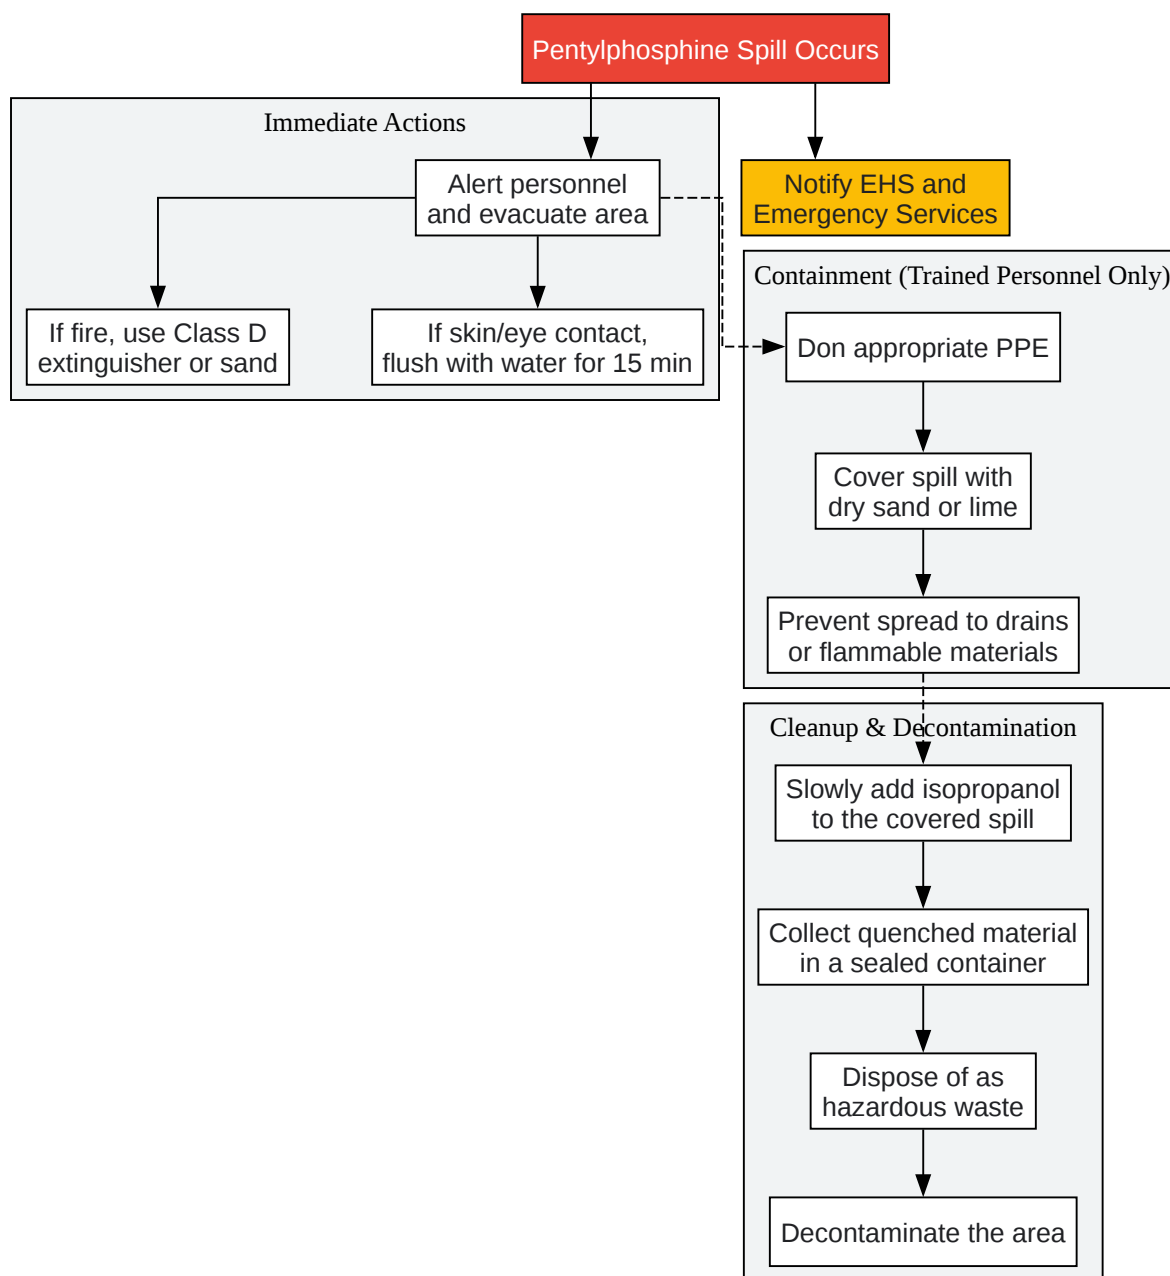 Pentylphosphine Spill Occurs
Immediate Actions
Alert personnel
and evacuate area
Notify EHS and
Emergency Services
If fire, use Class D
extinguisher or sand
If skin/eye contact,
flush with water for 15 min
Containment (Trained Personnel Only)
Don appropriate PPE
Cover spill with
dry sand or lime
Prevent spread to drains
or flammable materials
Cleanup & Decontamination
Slowly add isopropanol
to the covered spill
Collect quenched material
in a sealed container
Dispose of as
hazardous waste
Decontaminate the area